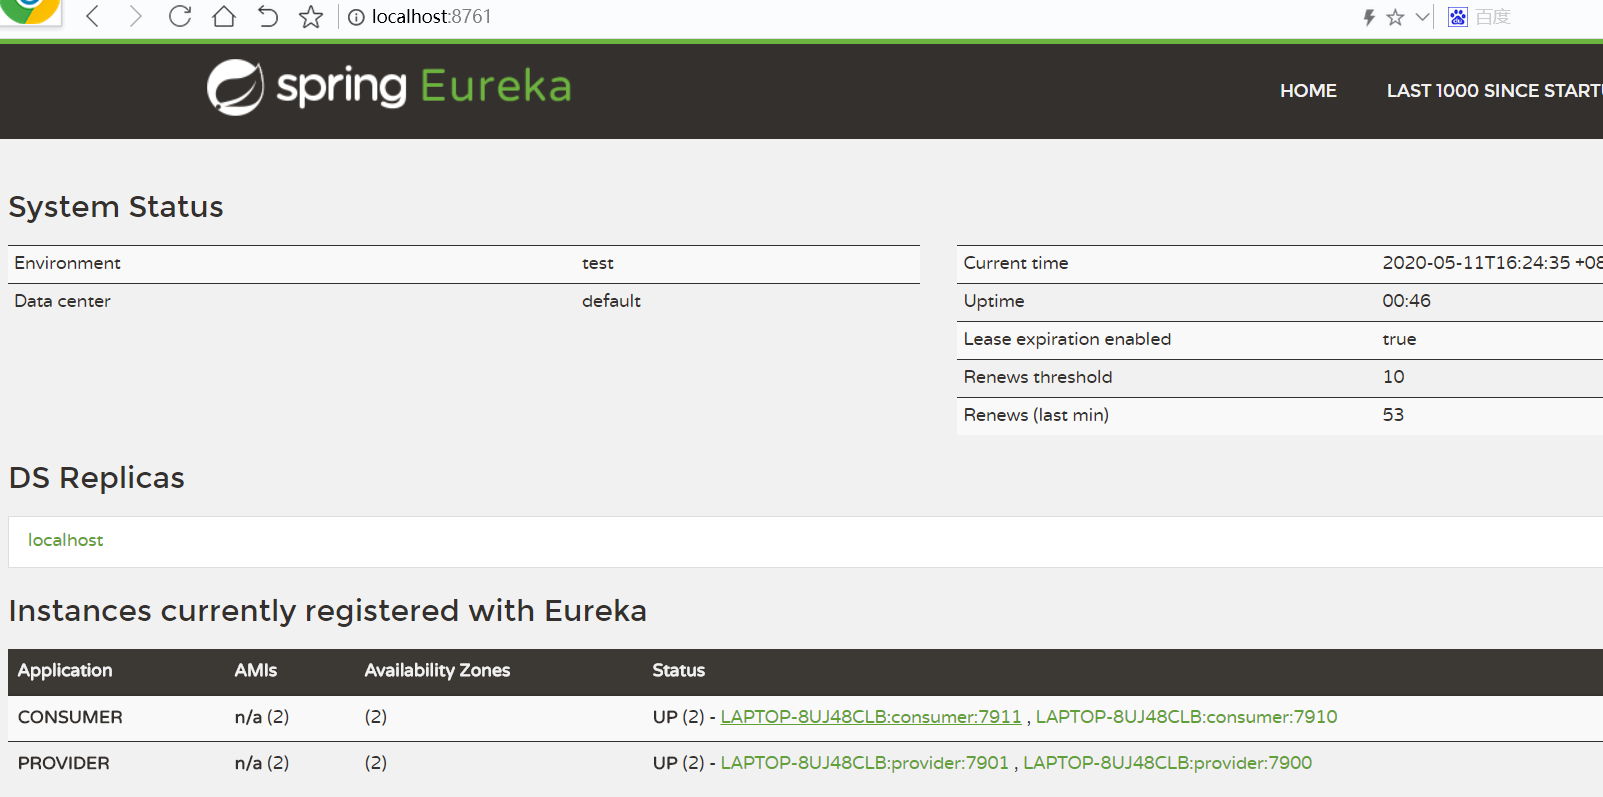 localhost:8761 百度
spring Eureka HOME LAST 1000 SINCE START
System Status
Environment test
Data center default
Current time 2020-05-11T16:24:35 +08
Uptime 00:46
Lease expiration enabled true
Renews threshold 10
Renews (last min) 53
DS Replicas
localhost
Instances currently registered with Eureka
Application AMIs Availability Zones Status
CONSUMER n/a (2) (2) UP (2) - LAPTOP-8UJ48CLB:consumer:7911 , LAPTOP-8UJ48CLB:consumer:7910
PROVIDER n/a (2) (2) UP (2) - LAPTOP-8UJ48CLB:provider:7901 , LAPTOP-8UJ48CLB:provider:7900